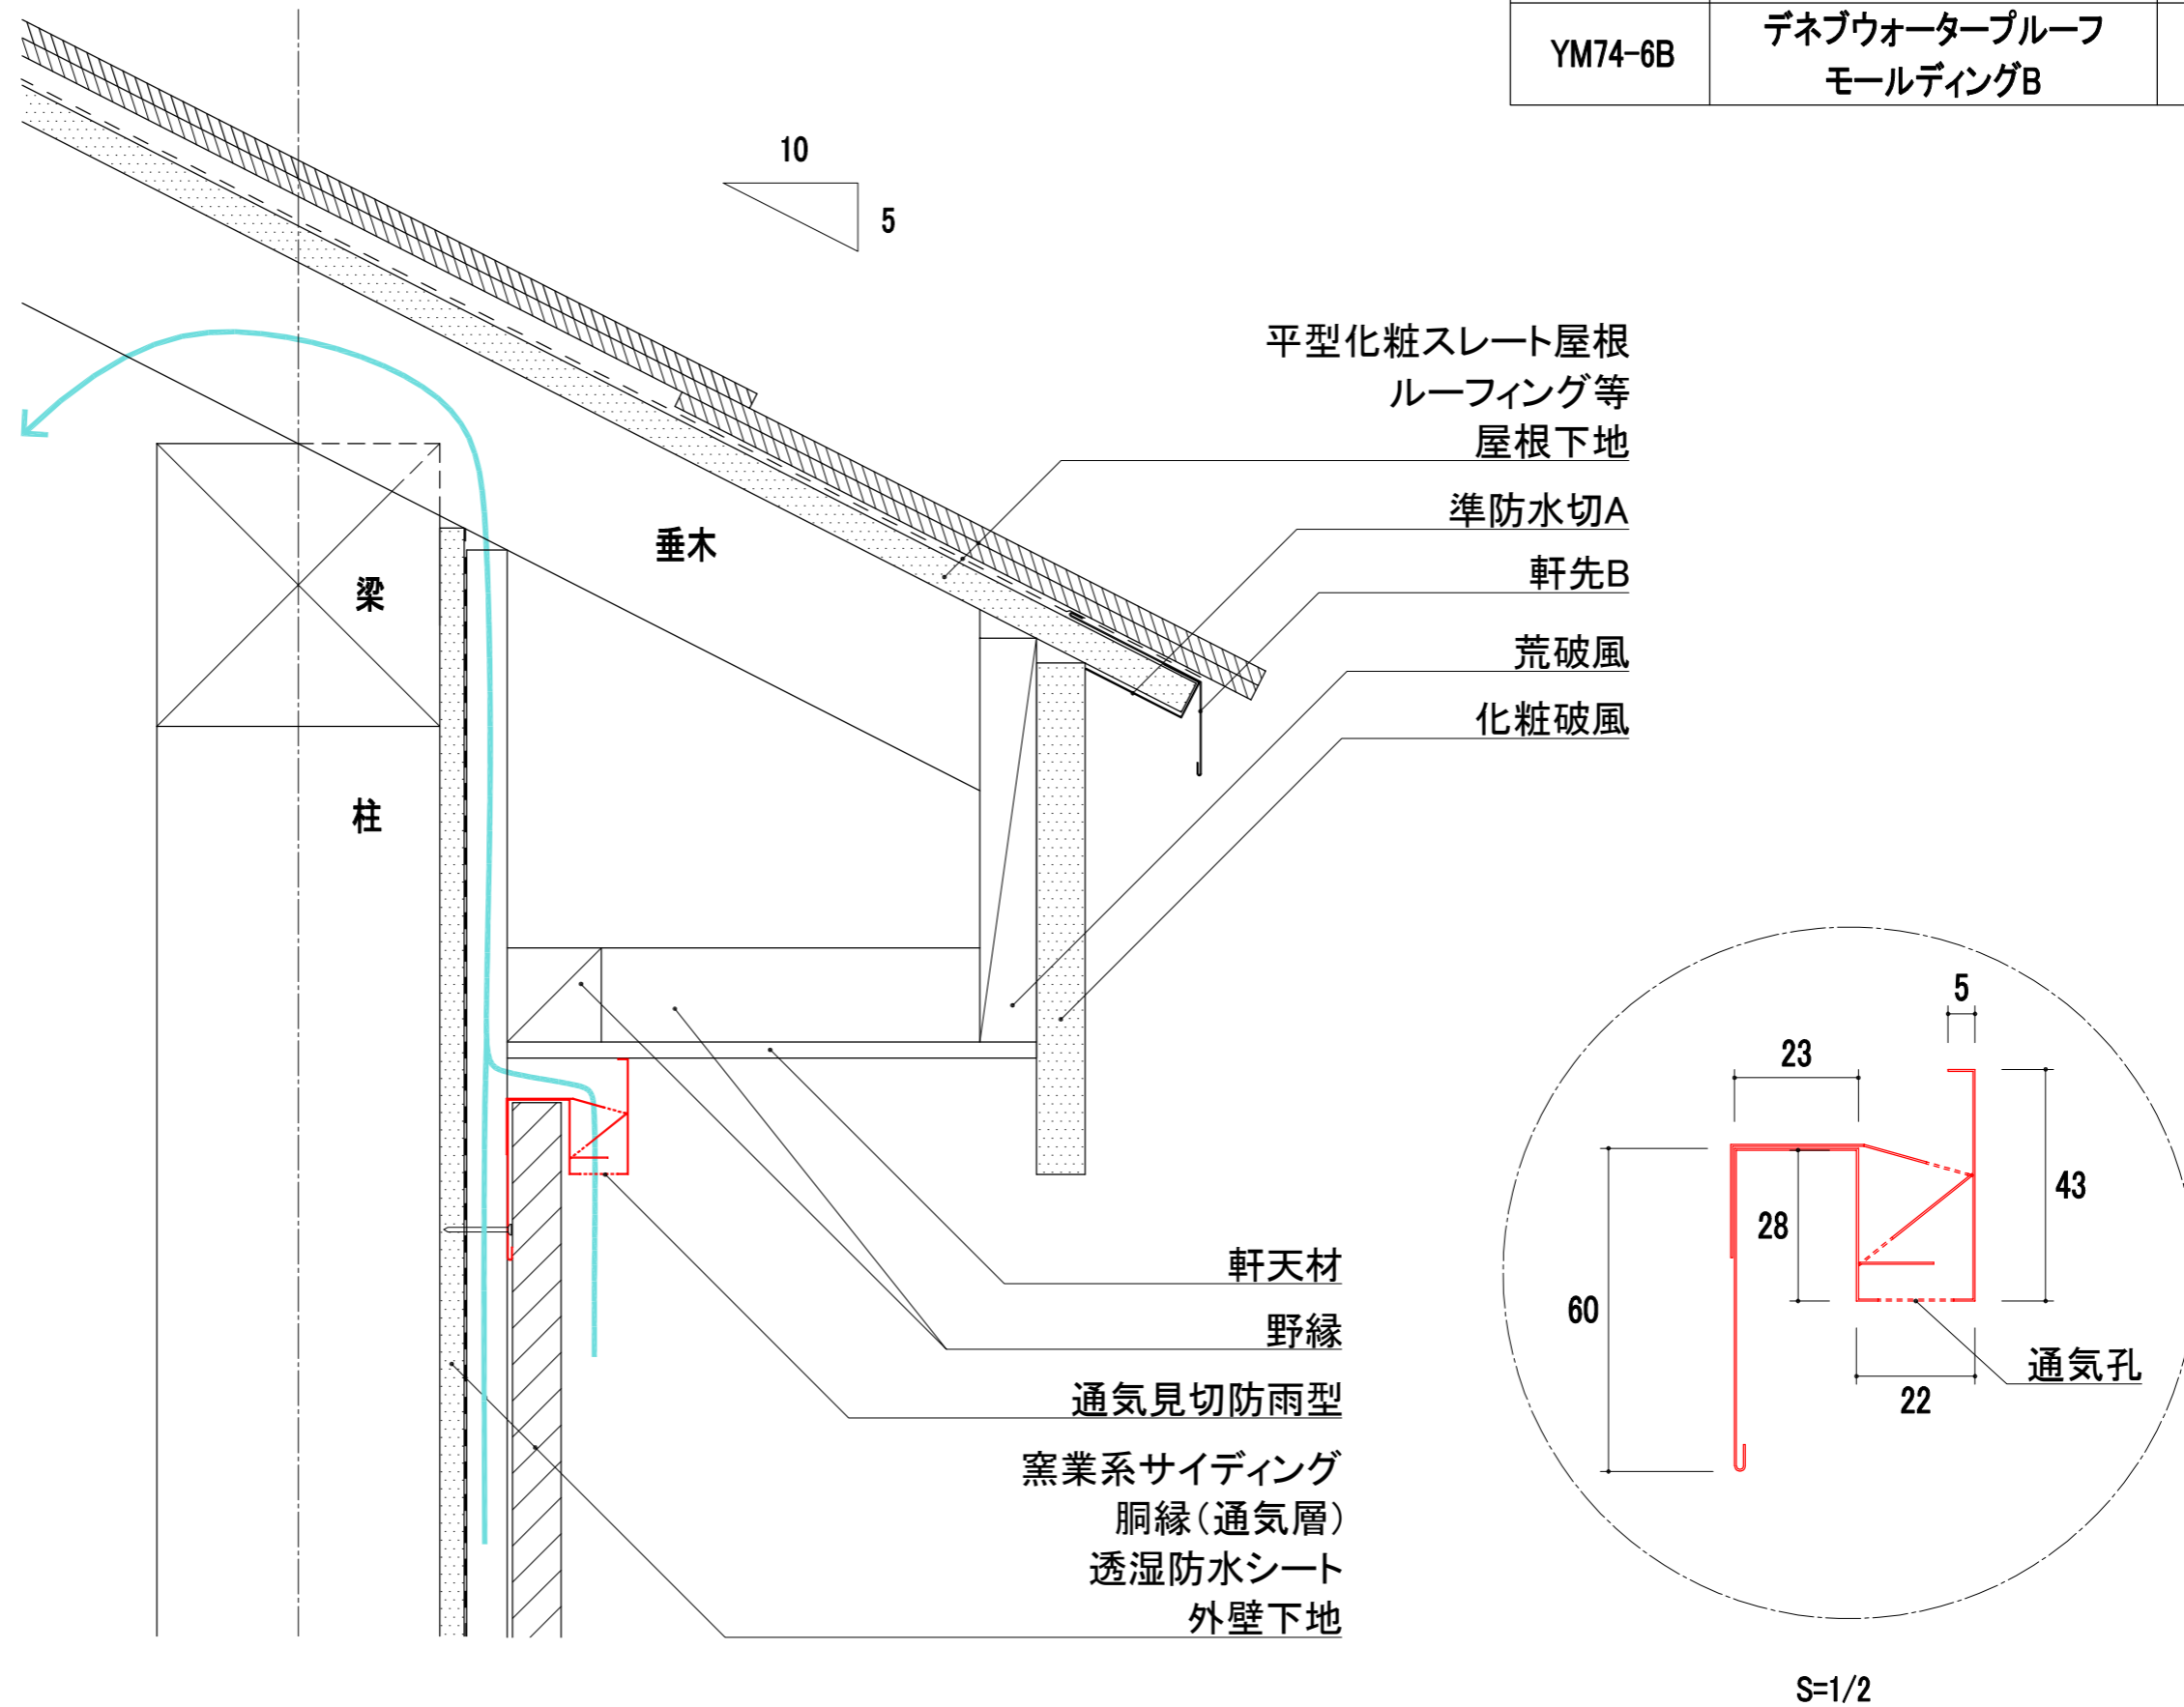 YM74-6B
デネブウォータープルーフ
モールディングB
10
5
平型化粧スレート屋根
ルーフィング等
屋根下地
準防水切A
軒先B
荒破風
化粧破風
垂木
梁
柱
軒天材
野縁
通気見切防雨型
窯業系サイディング
胴縁(通気層)
透湿防水シート
外壁下地
5
23
43
28
60
22
通気孔
S=1/2